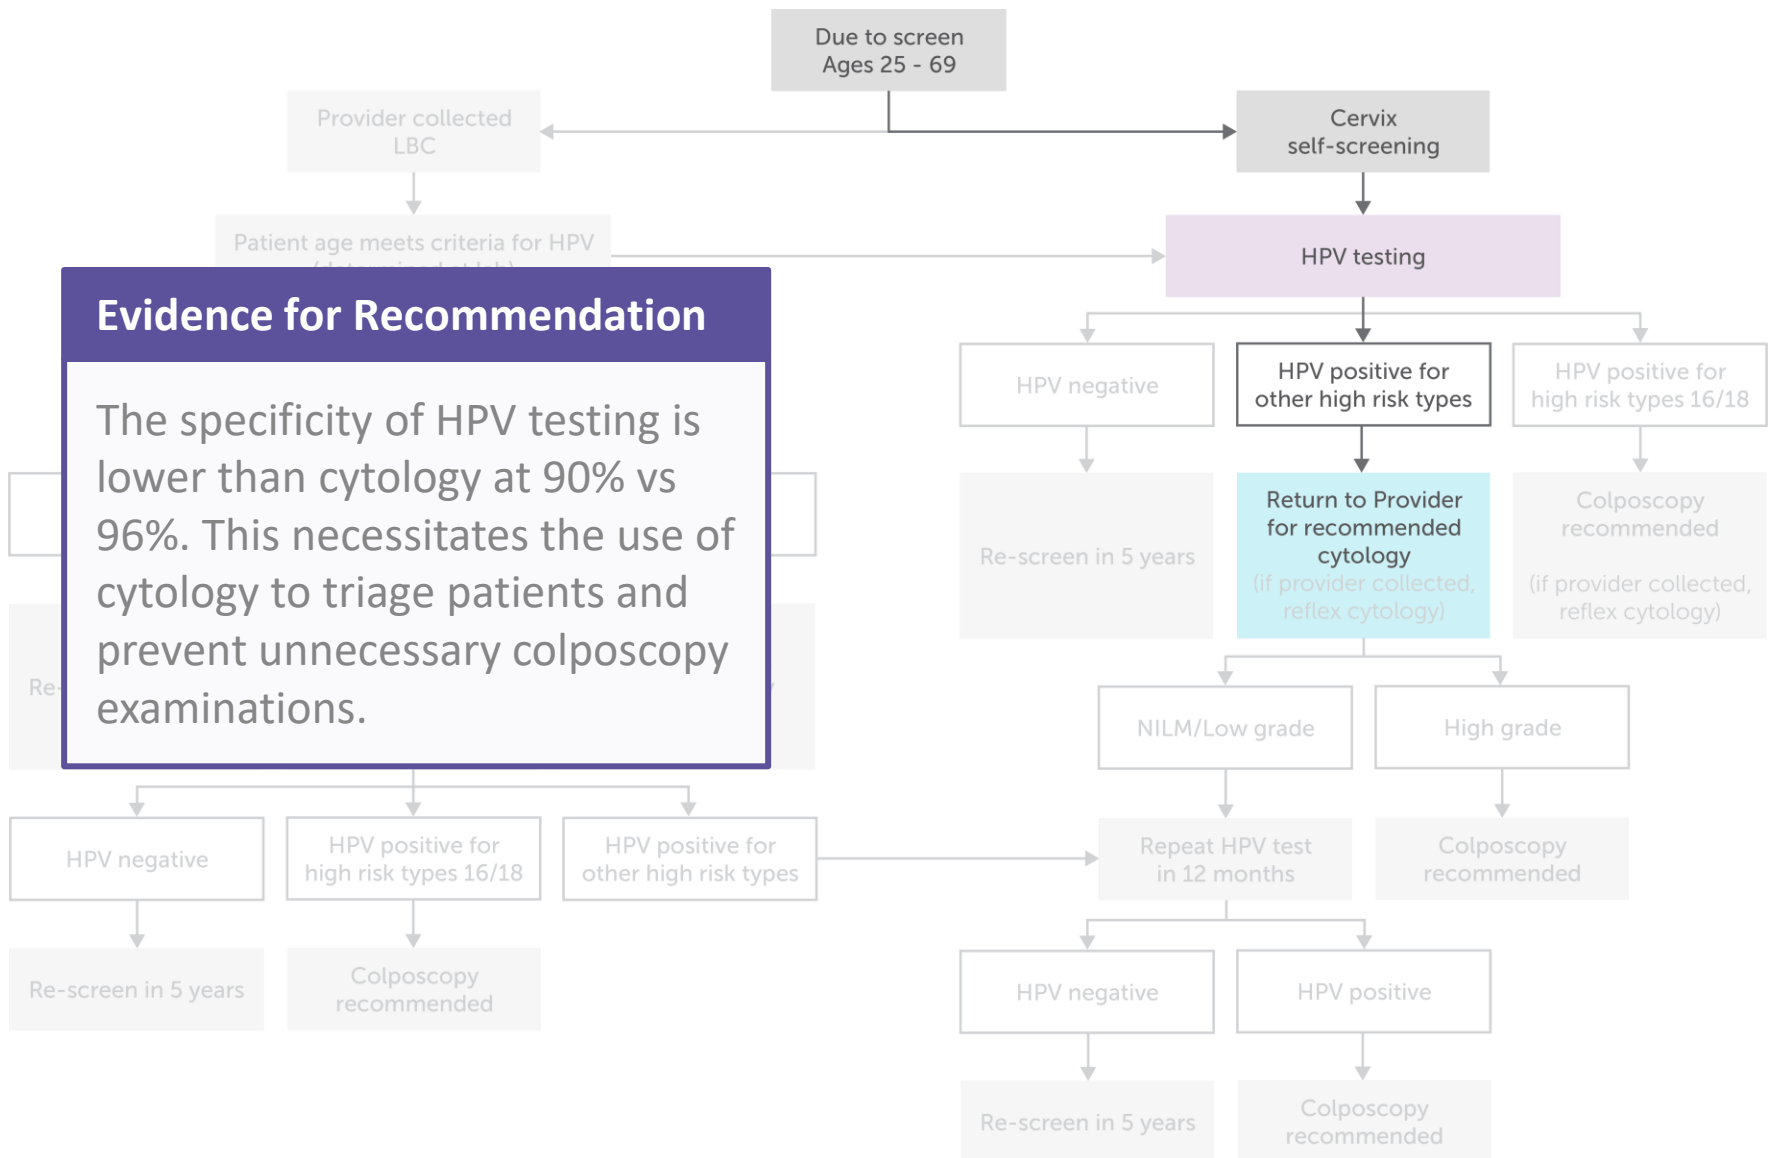 Due to screen
Ages 25 - 69
Provider collected
LBC
Cervix
self-screening
Patient age meets criteria for HPV
(determined at lab)
HPV testing
Evidence for Recommendation
The specificity of HPV testing is
lower than cytology at 90% vs
96%. This necessitates the use of
cytology to triage patients and
prevent unnecessary colposcopy
examinations.
HPV negative
HPV positive for
other high risk types
HPV positive for
high risk types 16/18
Re-screen in 5 years
Return to Provider
for recommended
cytology
(if provider collected,
reflex cytology)
Colposcopy
recommended
(if provider collected,
reflex cytology)
Re-
NILM/Low grade
High grade
HPV negative
HPV positive for
high risk types 16/18
HPV positive for
other high risk types
Repeat HPV test
in 12 months
Colposcopy
recommended
Re-screen in 5 years
Colposcopy
recommended
HPV negative
HPV positive
Re-screen in 5 years
Colposcopy
recommended